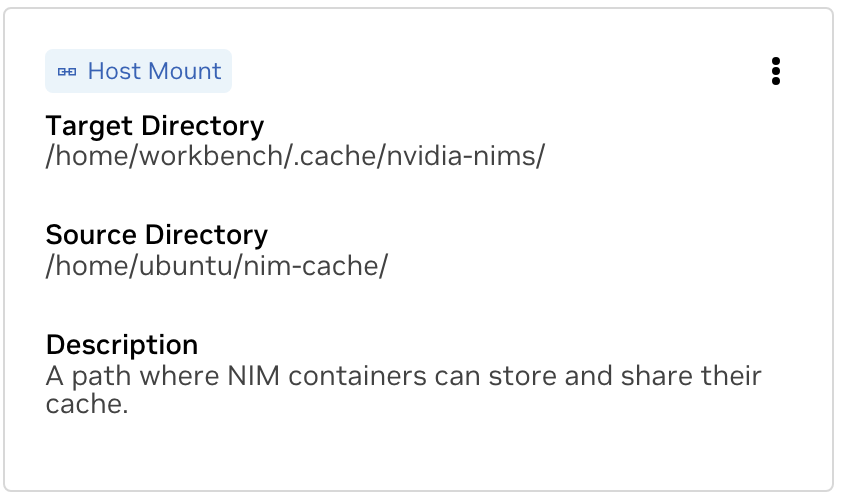 Host Mount
Target Directory
/home/workbench/.cache/nvidia-nims/
Source Directory
/home/ubuntu/nim-cache/
Description
A path where NIM containers can store and share their
cache.